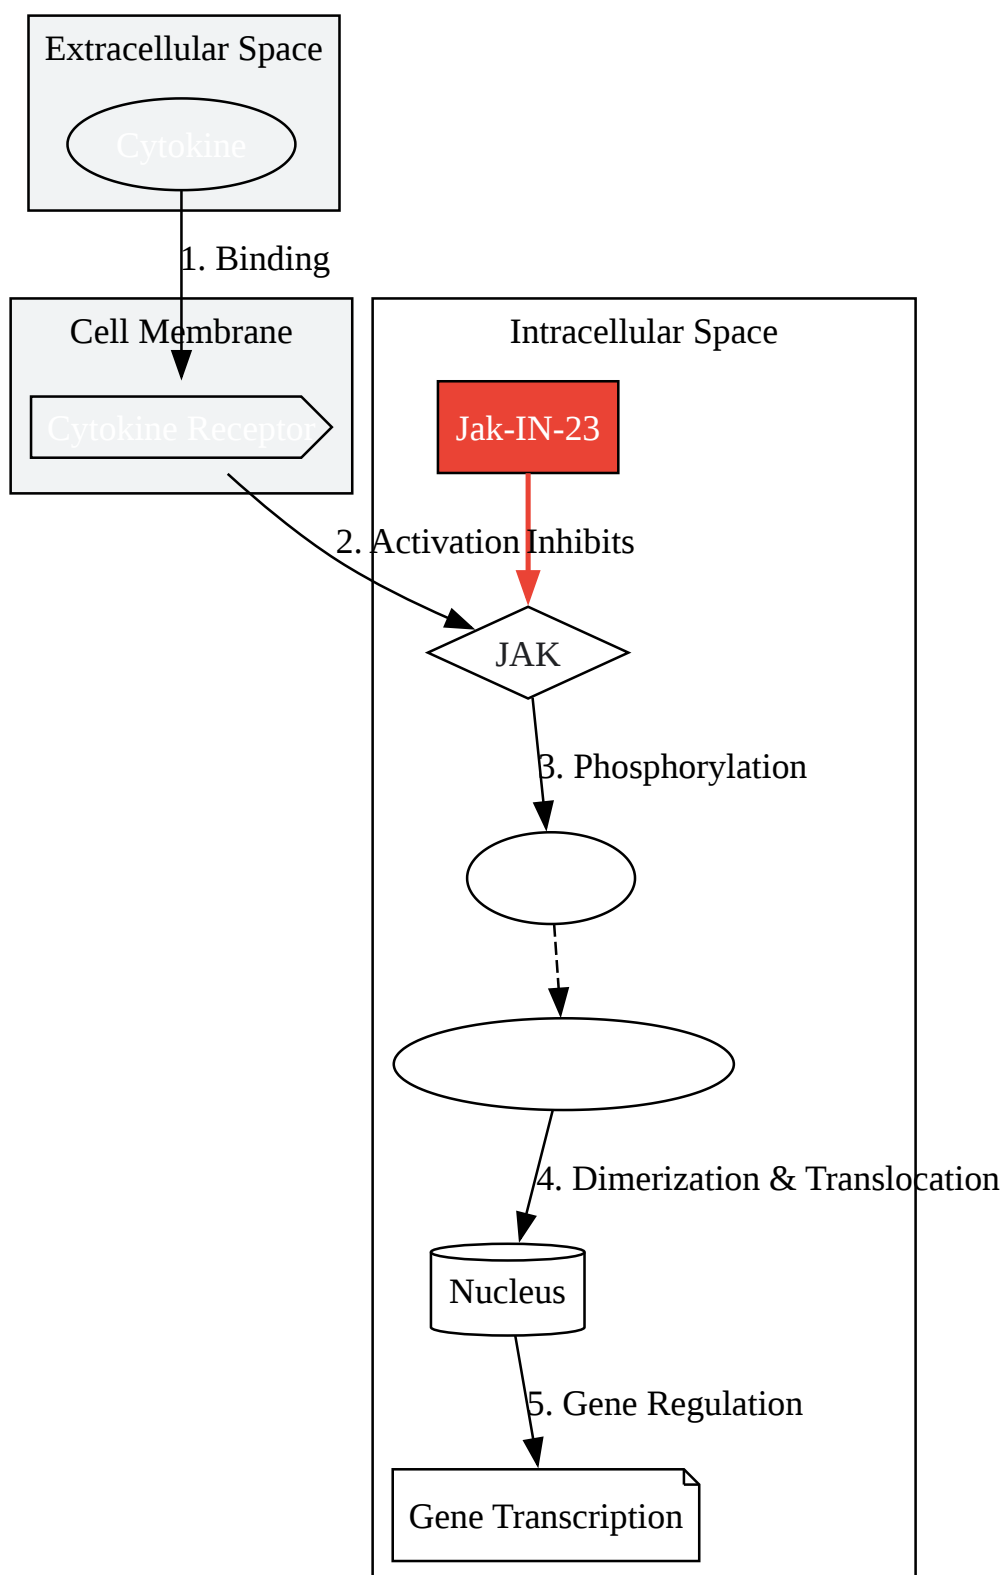 Extracellular Space
Cytokine
1. Binding
Cell Membrane
Intracellular Space
Cytokine Receptor
Jak-IN-23
2. Activation
Inhibits
JAK
3. Phosphorylation
4. Dimerization & Translocation
Nucleus
5. Gene Regulation
Gene Transcription